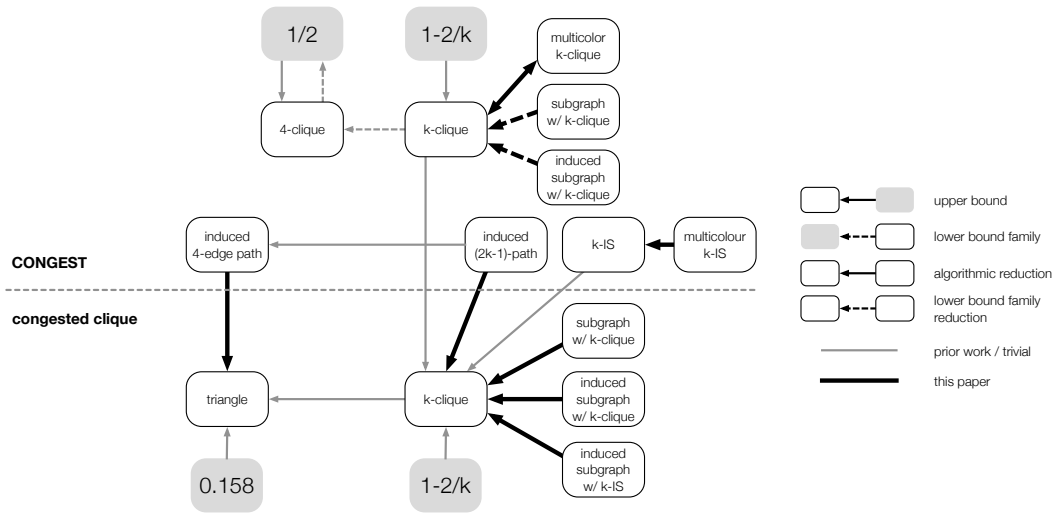 1/2
1-2/k
multicolor
k-clique
4-clique
k-clique
subgraph
w/ k-clique
induced
subgraph
w/ k-clique
induced
4-edge path
induced
(2k-1)-path
k-IS
multicolour
k-IS
CONGEST
congested clique
subgraph
w/ k-clique
triangle
k-clique
induced
subgraph
w/ k-clique
induced
subgraph
w/ k-IS
0.158
1-2/k
upper bound
lower bound family
algorithmic reduction
lower bound family
reduction
prior work / trivial
this paper